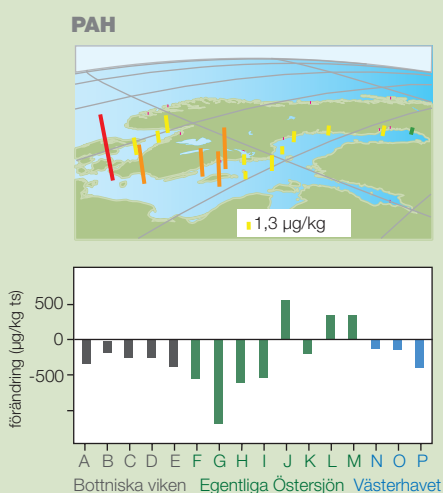 PAH
1,3 µg/kg
förändring (µg/kg ts)
500
0
-500
A B C D E F G H I J K L M N O P
Bottniska viken Egentliga Östersjön Västerhavet